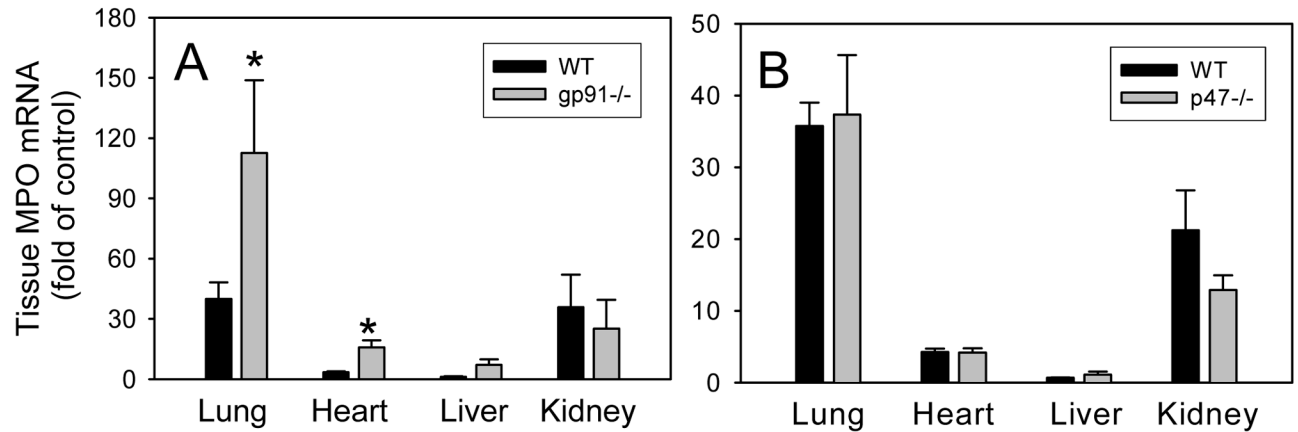 Tissue MPO mRNA
(fold of control)
180
150
120
90
60
30
0
A
*
*
WT
gp91-/-
Lung Heart Liver Kidney
50
40
30
20
10
0
B
WT
p47-/-
Lung Heart Liver Kidney